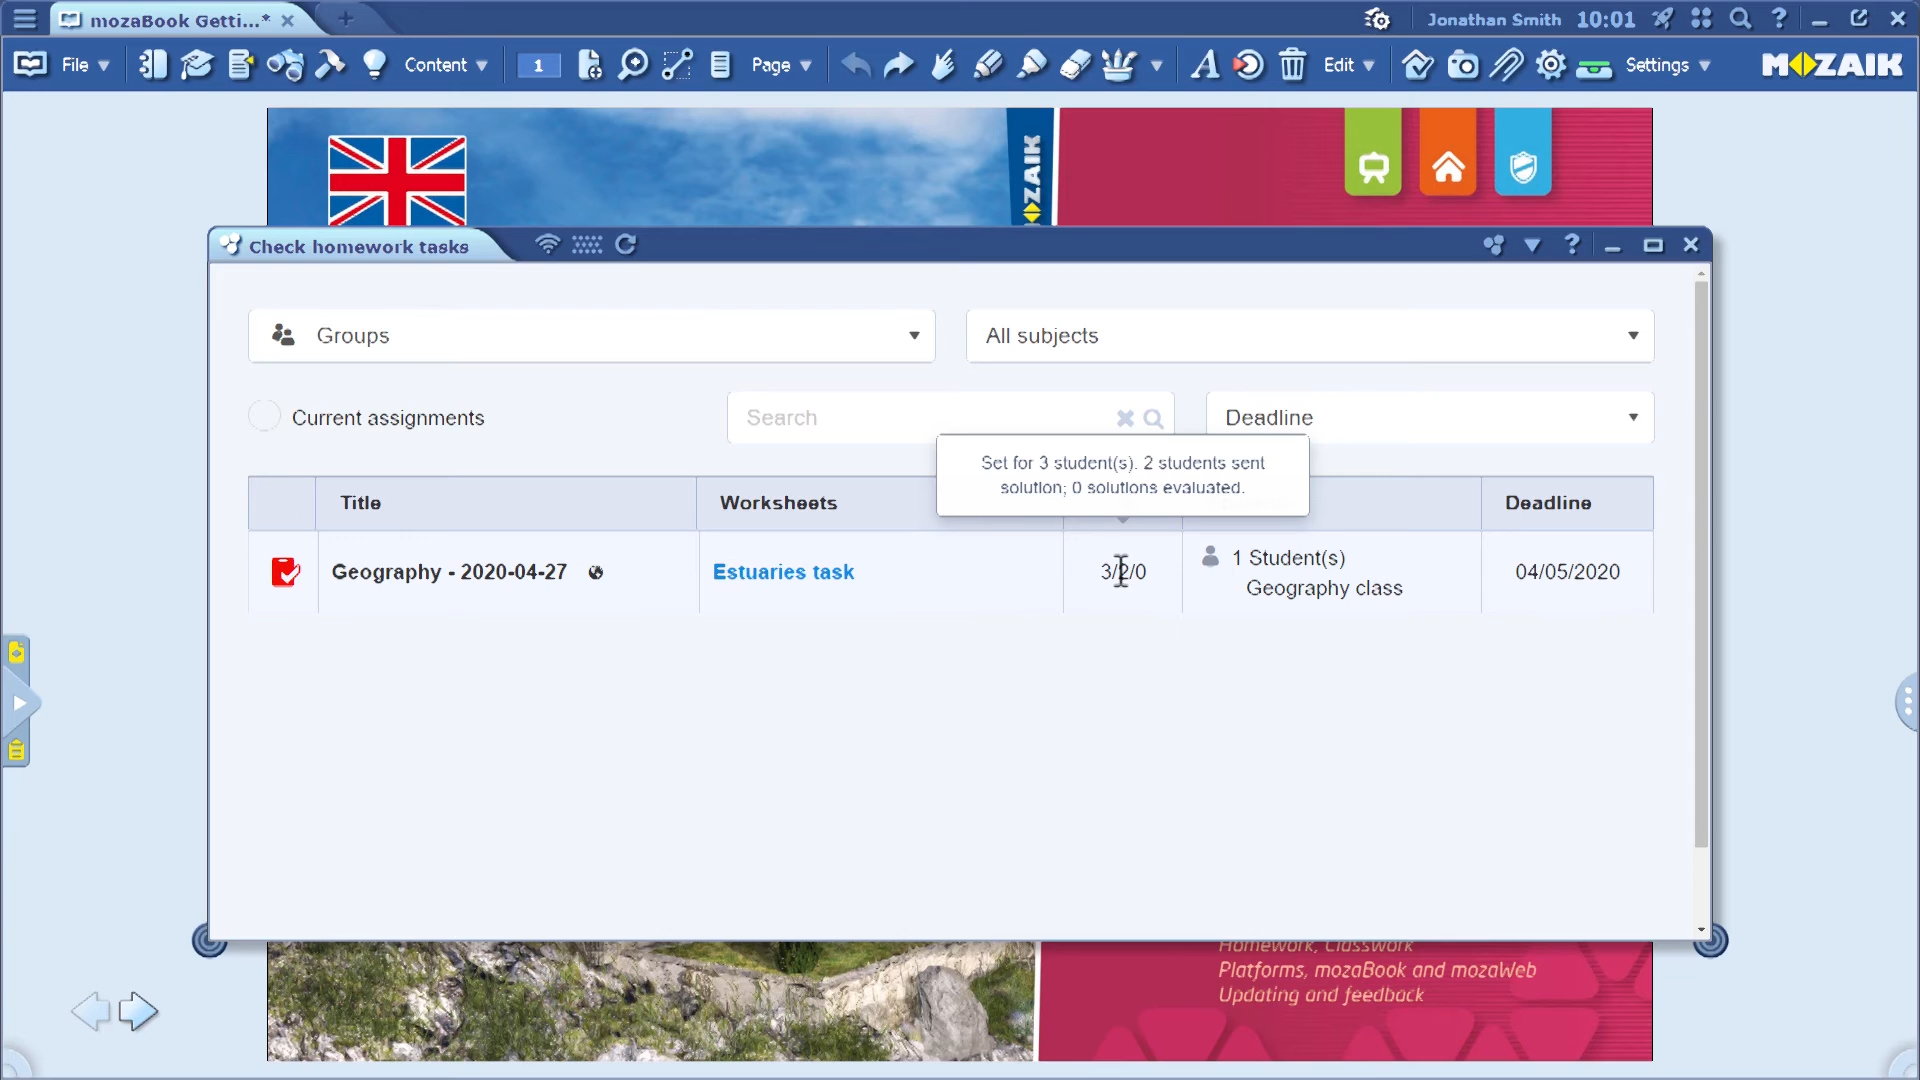 mozaBook Getti...*
Jonathan Smith 10:01
File
Content
1
Page
Edit
Settings
MOZAIK
MOZAIK
Check homework tasks
Groups
All subjects
Current assignments
Search
Deadline
Set for 3 student(s). 2 students sent
solution; 0 solutions evaluated.
Title
Worksheets
Deadline
Geography - 2020-04-27
Estuaries task
3/2/0
1 Student(s)
Geography class
04/05/2020
Homework, Classwork
Platforms, mozaBook and mozaWeb
Updating and feedback